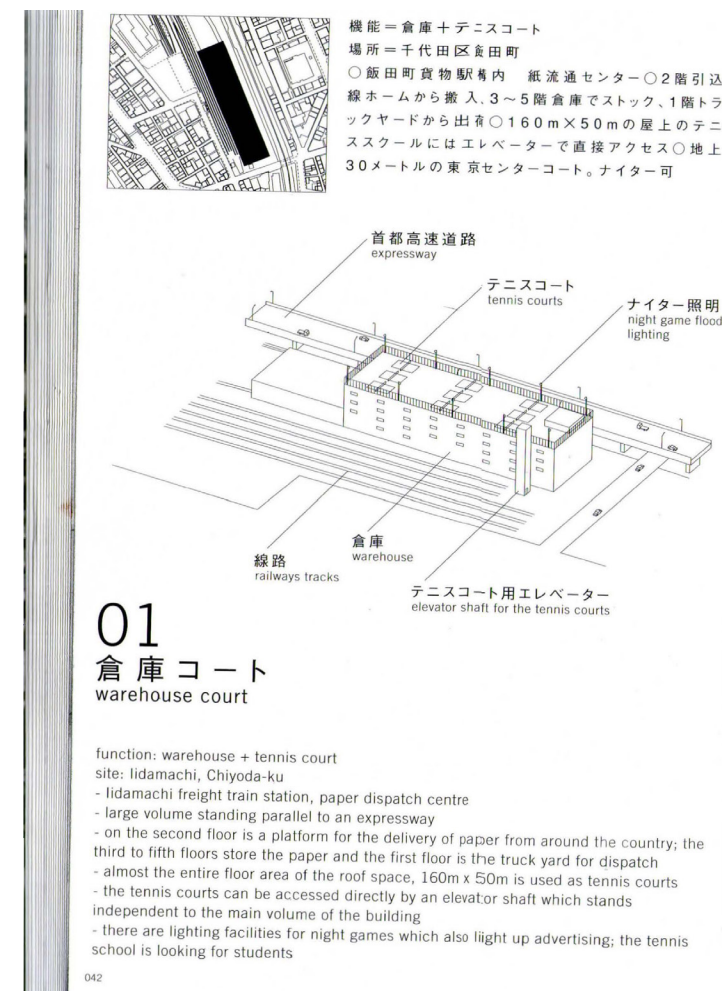 機能＝倉庫＋テニスコート
場所＝千代田区飯田町
○飯田町貨物駅構内　紙流通センター○2階引込
線ホームから搬入、3〜5階倉庫でストック、1階トラ
ックヤードから出荷○160m×50mの屋上のテニ
ススクールにはエレベーターで直接アクセス○地上
30メートルの東京センターコート。ナイター可
首都高速道路
expressway
テニスコート
tennis courts
ナイター照明
night game flood
lighting
線路
railways tracks
倉庫
warehouse
テニスコート用エレベーター
elevator shaft for the tennis courts
01
倉庫コート
warehouse court
function: warehouse + tennis court
site: Iidamachi, Chiyoda-ku
- Iidamachi freight train station, paper dispatch centre
- large volume standing parallel to an expressway
- on the second floor is a platform for the delivery of paper from around the country; the
third to fifth floors store the paper and the first floor is the truck yard for dispatch
- almost the entire floor area of the roof space, 160m x 50m is used as tennis courts
- the tennis courts can be accessed directly by an elevator shaft which stands
independent to the main volume of the building
- there are lighting facilities for night games which also light up advertising; the tennis
school is looking for students
042